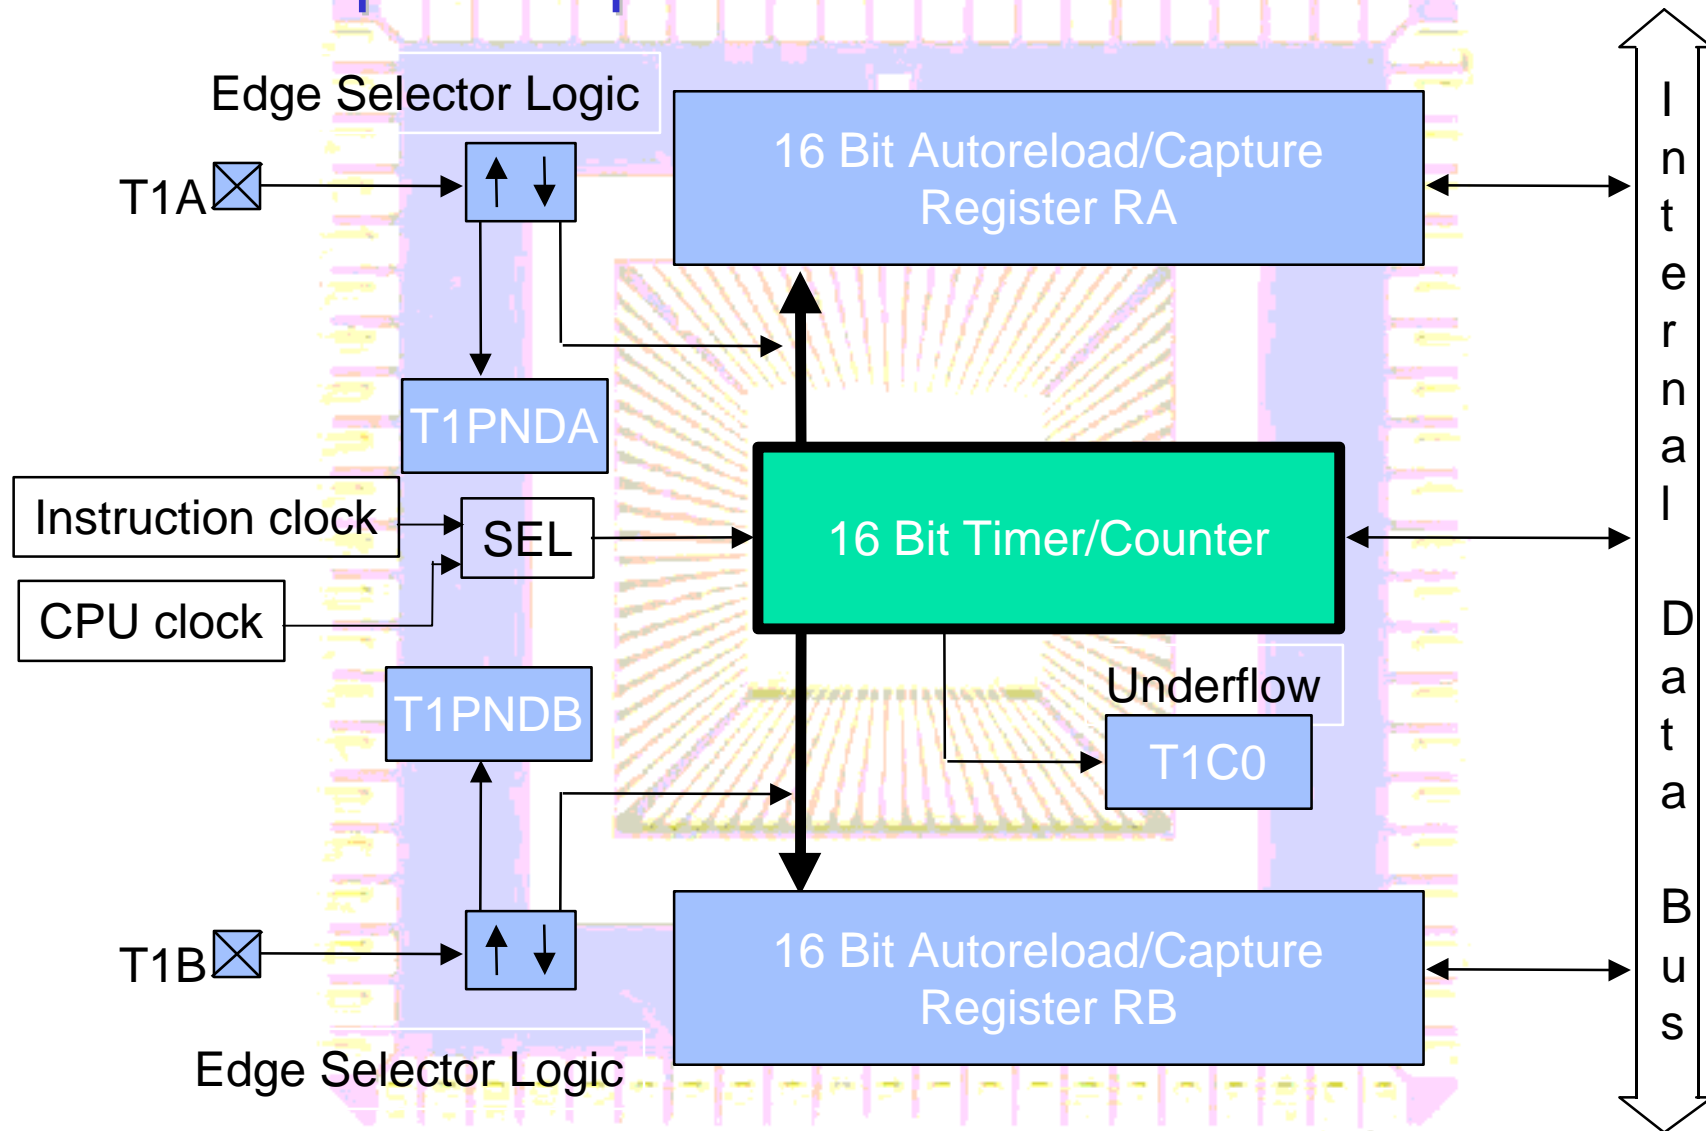 Edge Selector Logic
16 Bit Autoreload/Capture
Register RA
T1A
T1PNDA
Instruction clock
SEL
16 Bit Timer/Counter
CPU clock
T1PNDB
Underflow
T1C0
T1B
16 Bit Autoreload/Capture
Register RB
Edge Selector Logic
Internal Data Bus